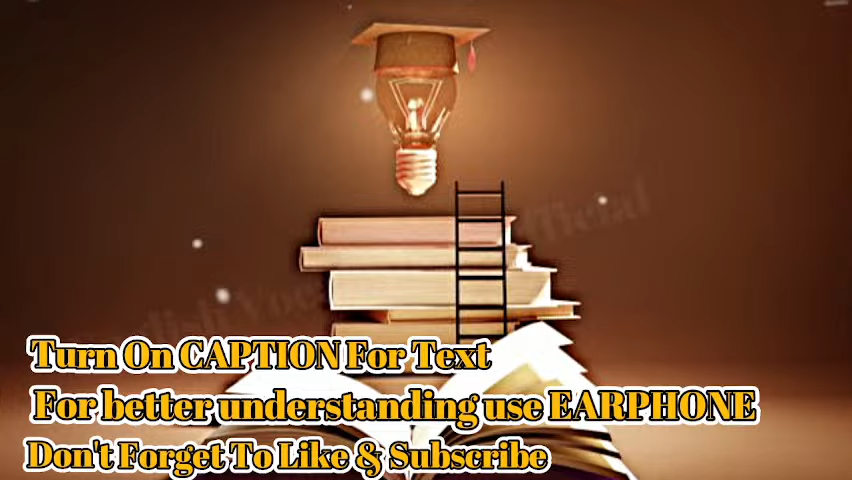 Turn On CAPTION For Text
For better understanding use EARPHONE
Don't Forget To Like & Subscribe